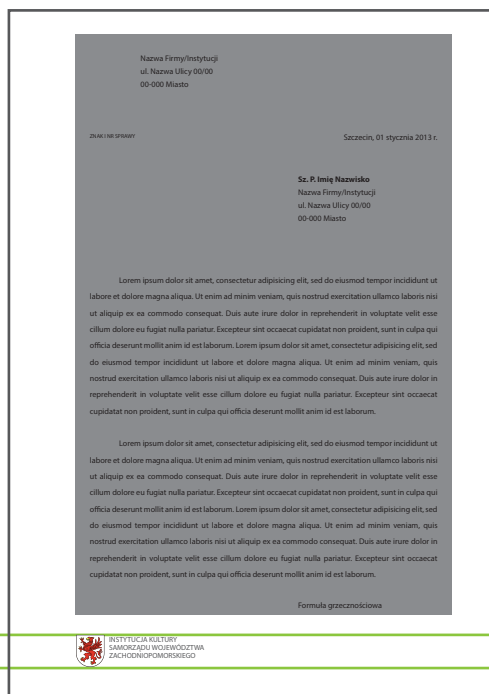 Nazwa Firmy/Instytucji
ul. Nazwa Ulicy 00/00
00-000 Miasto
ZNAK I NR SPRAWY
Szczecin, 01 stycznia 2013 r.
Sz. P. Imię Nazwisko
Nazwa Firmy/Instytucji
ul. Nazwa Ulicy 00/00
00-000 Miasto
Lorem ipsum dolor sit amet, consectetur adipisicing elit, sed do eiusmod tempor incididunt ut
labore et dolore magna aliqua. Ut enim ad minim veniam, quis nostrud exercitation ullamco laboris nisi
ut aliquip ex ea commodo consequat. Duis aute irure dolor in reprehenderit in voluptate velit esse
cillum dolore eu fugiat nulla pariatur. Excepteur sint occaecat cupidatat non proident, sunt in culpa qui
officia deserunt mollit anim id est laborum. Lorem ipsum dolor sit amet, consectetur adipisicing elit, sed
do eiusmod tempor incididunt ut labore et dolore magna aliqua. Ut enim ad minim veniam, quis
nostrud exercitation ullamco laboris nisi ut aliquip ex ea commodo consequat. Duis aute irure dolor in
reprehenderit in voluptate velit esse cillum dolore eu fugiat nulla pariatur. Excepteur sint occaecat
cupidatat non proident, sunt in culpa qui officia deserunt mollit anim id est laborum.
Lorem ipsum dolor sit amet, consectetur adipisicing elit, sed do eiusmod tempor incididunt ut
labore et dolore magna aliqua. Ut enim ad minim veniam, quis nostrud exercitation ullamco laboris nisi
ut aliquip ex ea commodo consequat. Duis aute irure dolor in reprehenderit in voluptate velit esse
cillum dolore eu fugiat nulla pariatur. Excepteur sint occaecat cupidatat non proident, sunt in culpa qui
officia deserunt mollit anim id est laborum. Lorem ipsum dolor sit amet, consectetur adipisicing elit, sed
do eiusmod tempor incididunt ut labore et dolore magna aliqua. Ut enim ad minim veniam, quis
nostrud exercitation ullamco laboris nisi ut aliquip ex ea commodo consequat. Duis aute irure dolor in
reprehenderit in voluptate velit esse cillum dolore eu fugiat nulla pariatur. Excepteur sint occaecat
cupidatat non proident, sunt in culpa qui officia deserunt mollit anim id est laborum.
Formuła grzecznościowa
INSTYTUCJA KULTURY
SAMORZĄDU WOJEWÓDZTWA
ZACHODNIOPOMORSKIEGO